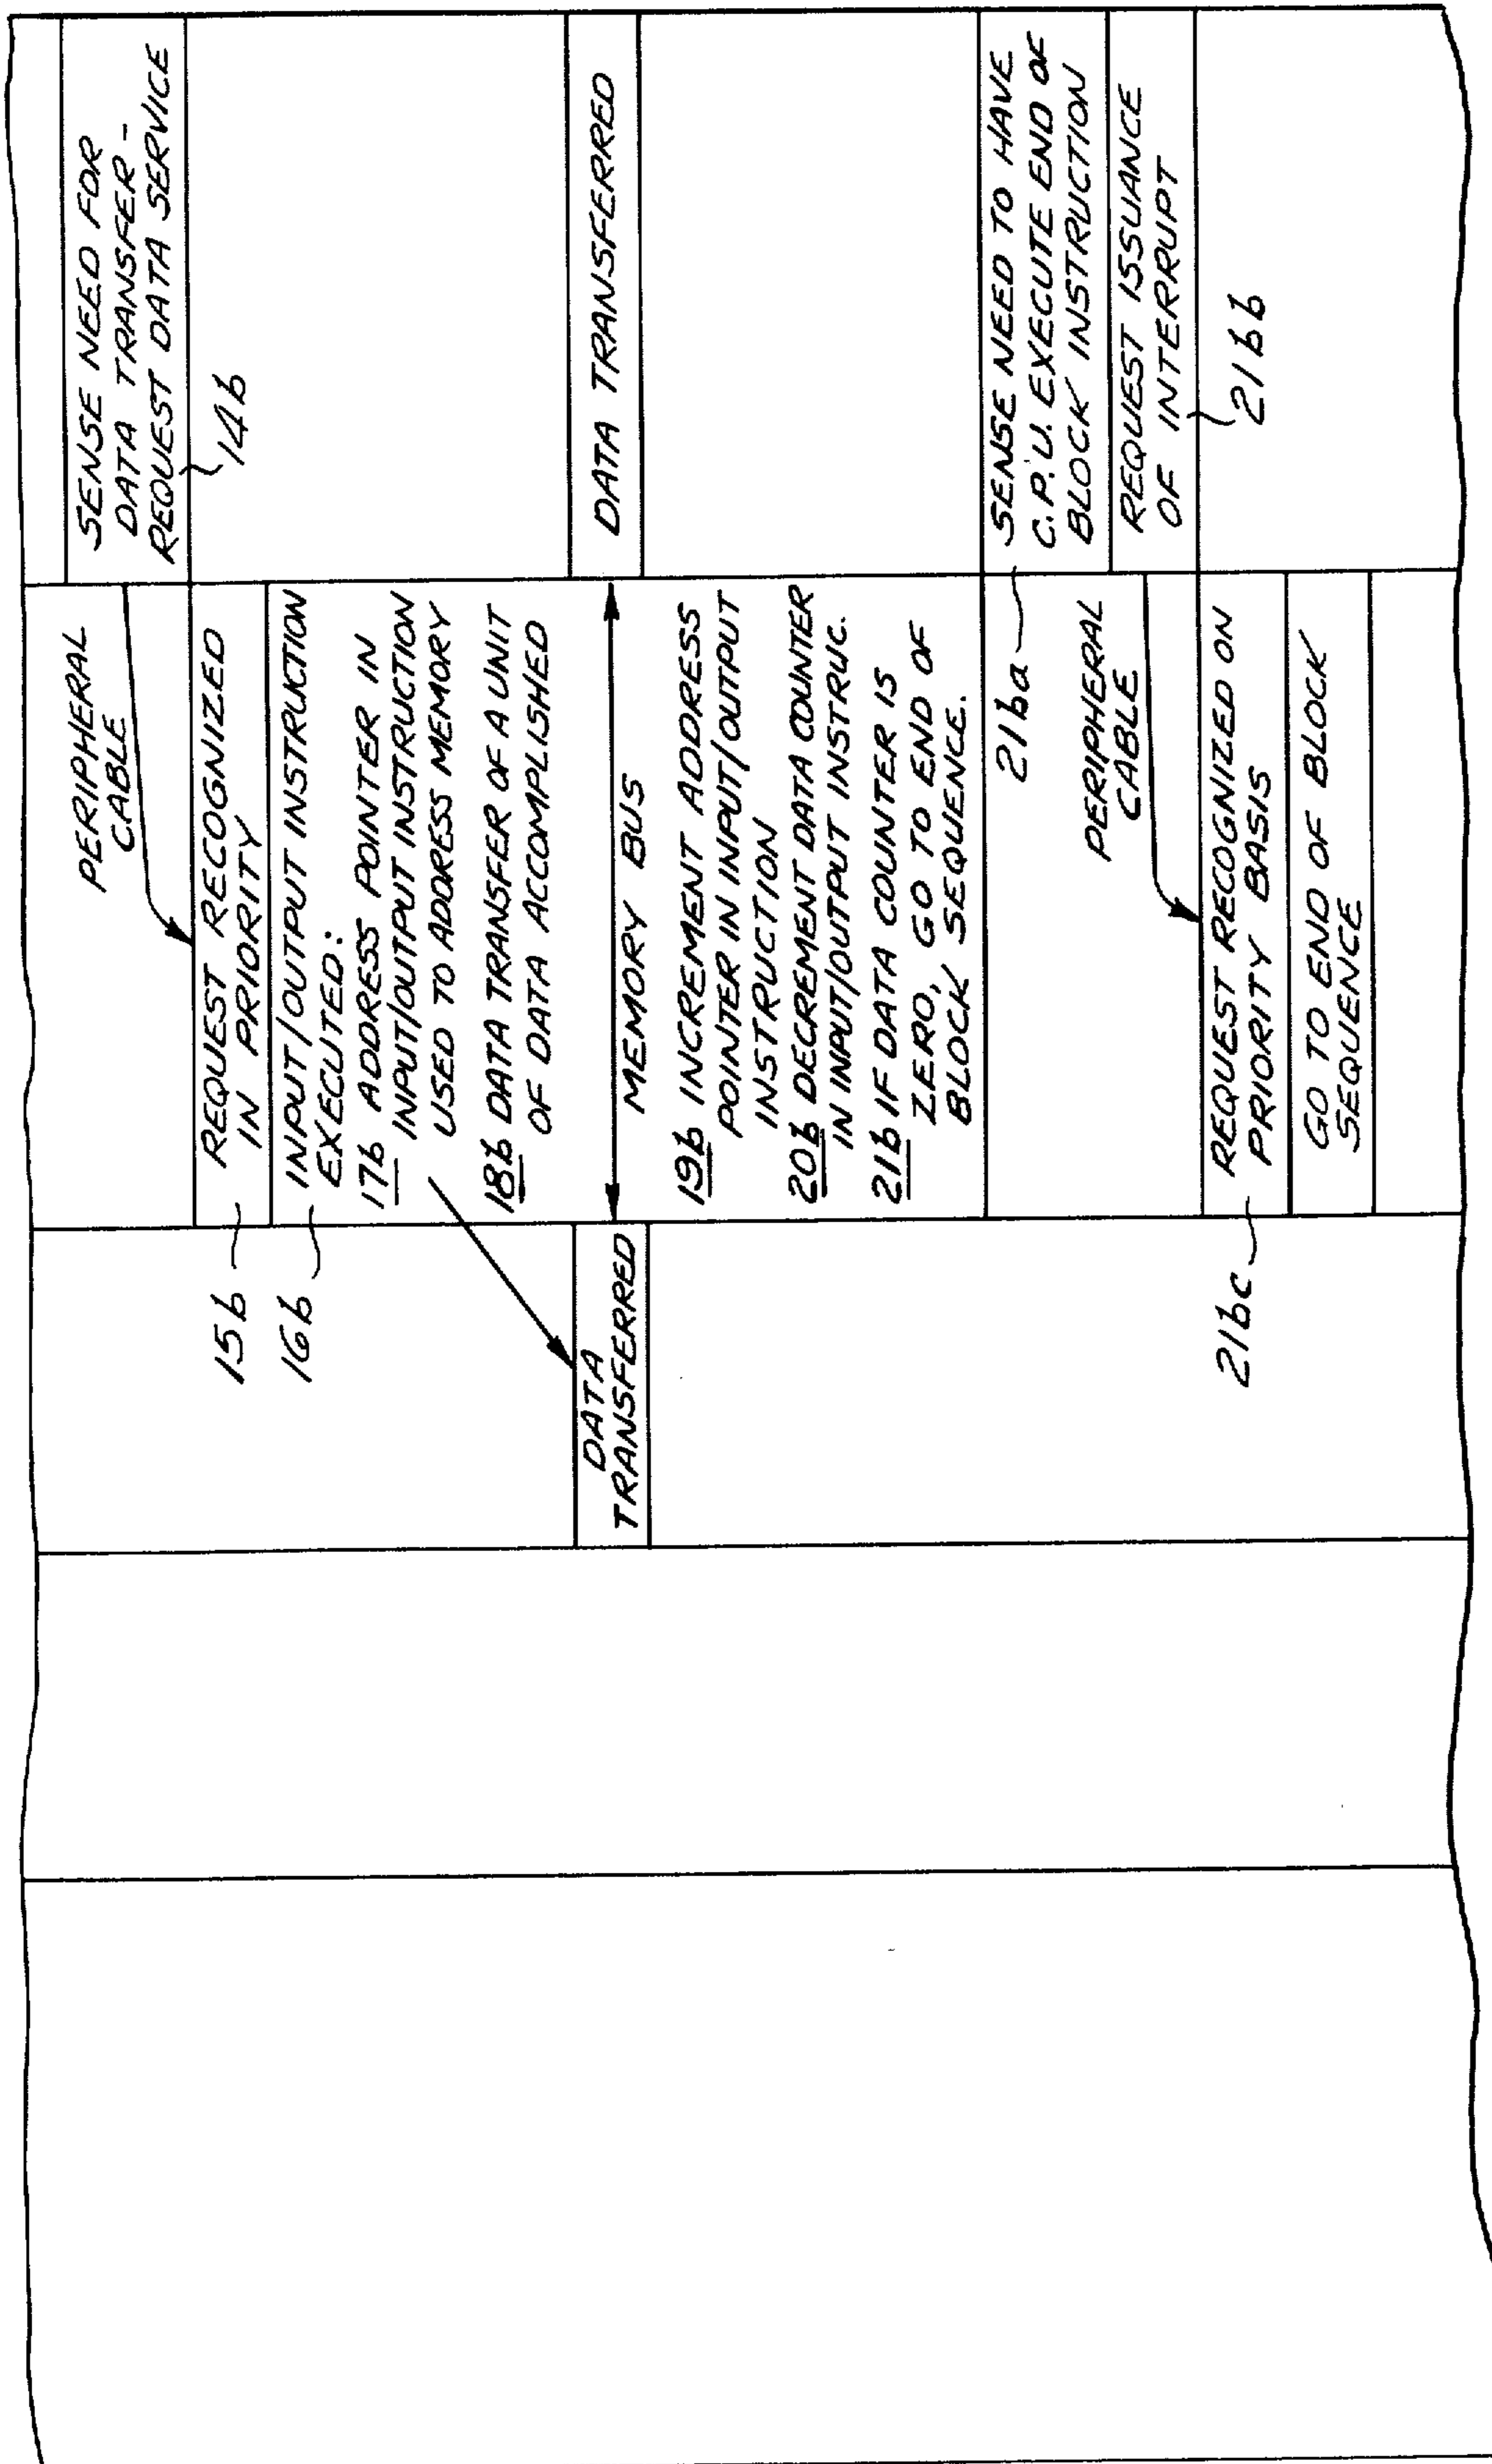 SENSE NEED FOR
DATA TRANSFER -
REQUEST DATA SERVICE
14b
PERIPHERAL
CABLE
REQUEST RECOGNIZED
IN PRIORITY
15b
INPUT/OUTPUT INSTRUCTION
EXECUTED:
16b
17b ADDRESS POINTER IN
INPUT/OUTPUT INSTRUCTION
USED TO ADDRESS MEMORY
18b DATA TRANSFER OF A UNIT
OF DATA ACCOMPLISHED
DATA
TRANSFERRED
MEMORY BUS
DATA TRANSFERRED
19b INCREMENT ADDRESS
POINTER IN INPUT/OUTPUT
INSTRUCTION
20b DECREMENT DATA COUNTER
IN INPUT/OUTPUT INSTRUC.
21b IF DATA COUNTER IS
ZERO, GO TO END OF
BLOCK SEQUENCE.
21ba
SENSE NEED TO HAVE
C.P.U. EXECUTE END OF
BLOCK INSTRUCTION
REQUEST ISSUANCE
OF INTERRUPT
21bb
PERIPHERAL
CABLE
21bc
REQUEST RECOGNIZED ON
PRIORITY BASIS
GO TO END OF BLOCK
SEQUENCE